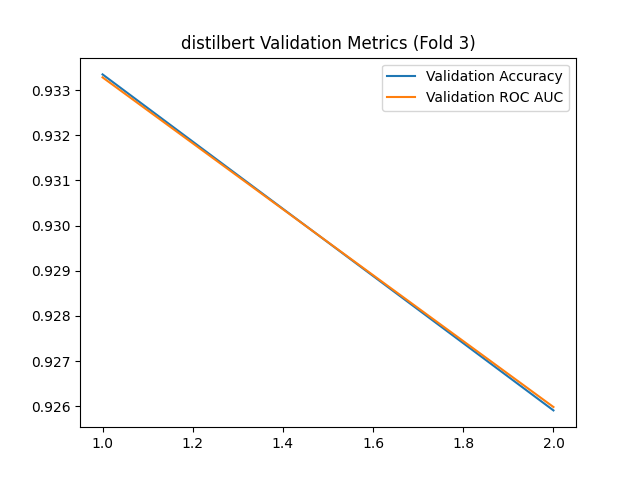 distilbert Validation Metrics (Fold 3)
Validation Accuracy
Validation ROC AUC
0.933
0.932
0.931
0.930
0.929
0.928
0.927
0.926
1.0 1.2 1.4 1.6 1.8 2.0